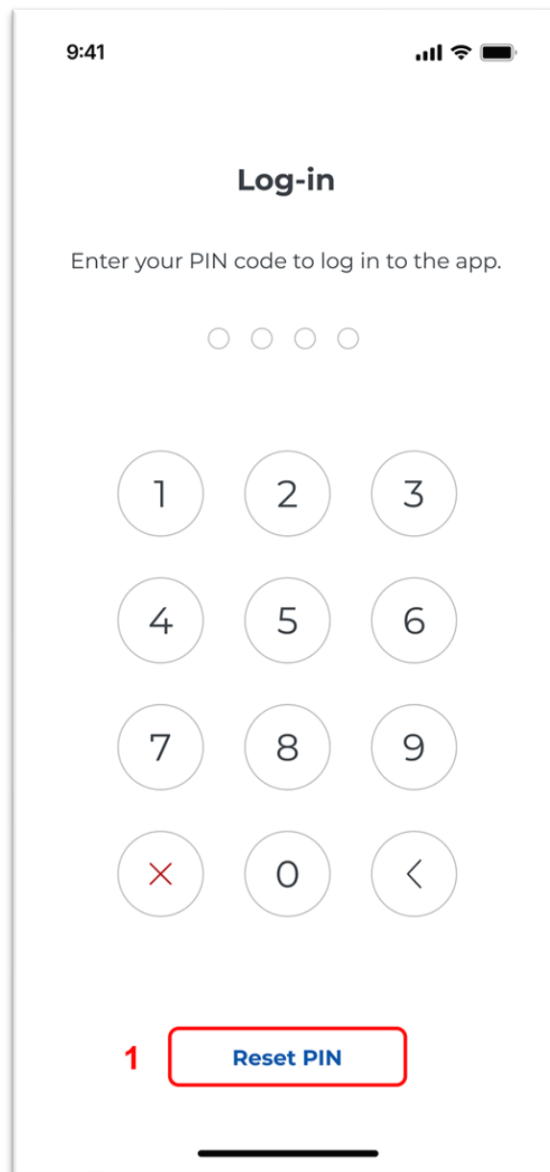 9:41
Log-in
Enter your PIN code to log in to the app.
1 2 3
4 5 6
7 8 9
0
1 Reset PIN